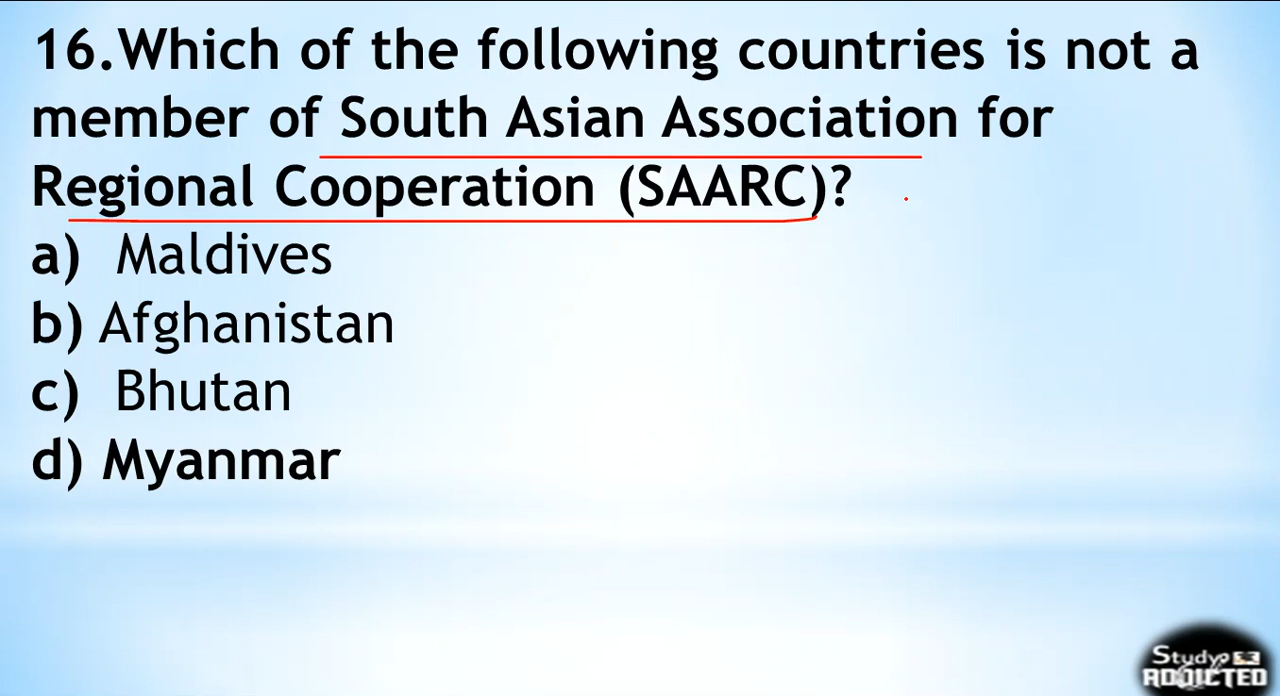 16.Which of the following countries is not a
member of South Asian Association for
Regional Cooperation (SAARC)?
a) Maldives
b) Afghanistan
c) Bhutan
d) Myanmar
Study
ADDICTED